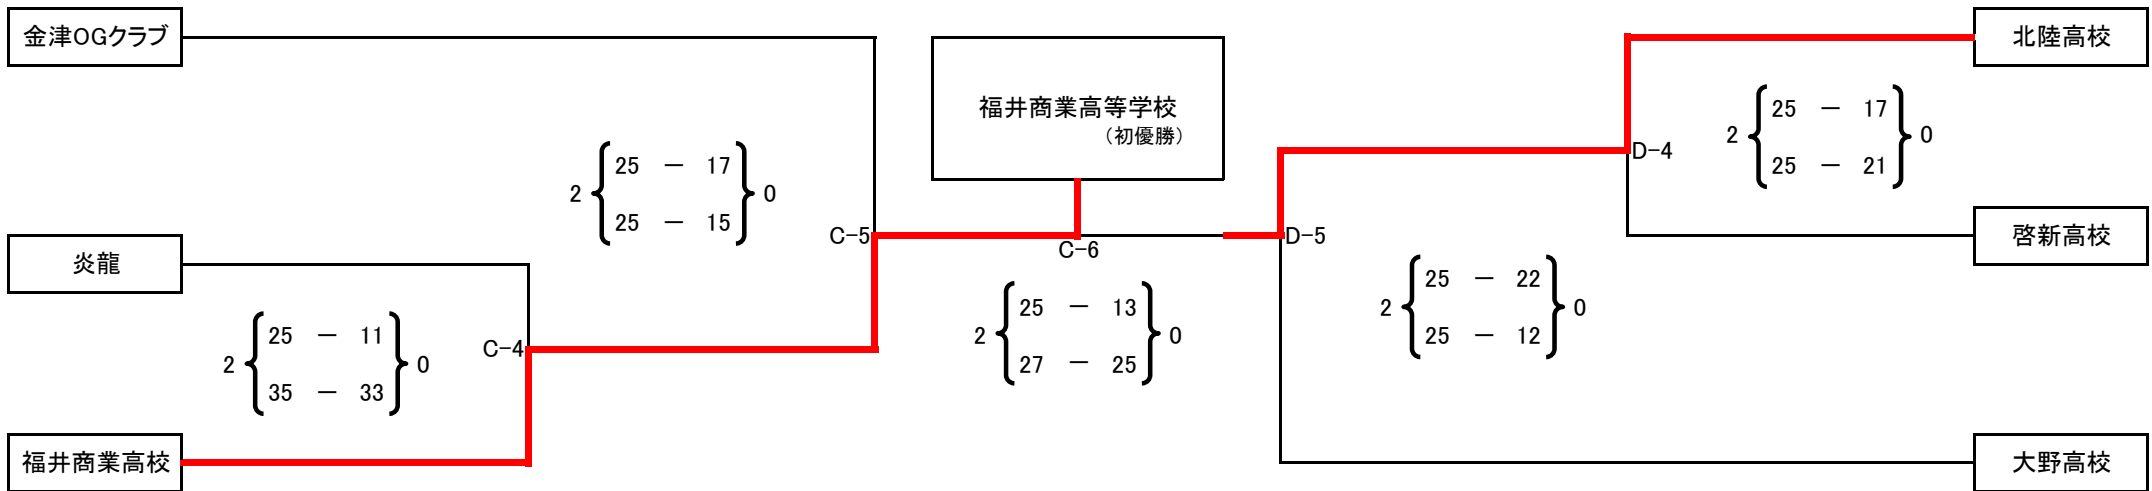 金津OGクラブ
北陸高校
福井商業高等学校
(初優勝)
25 － 17
2 0
25 － 21
D-4
25 － 17
2 0
25 － 15
C-5
C-6
D-5
啓新高校
炎龍
25 － 22
2 0
25 － 12
25 － 13
2 0
27 － 25
25 － 11
2 0
35 － 33
C-4
福井商業高校
大野高校